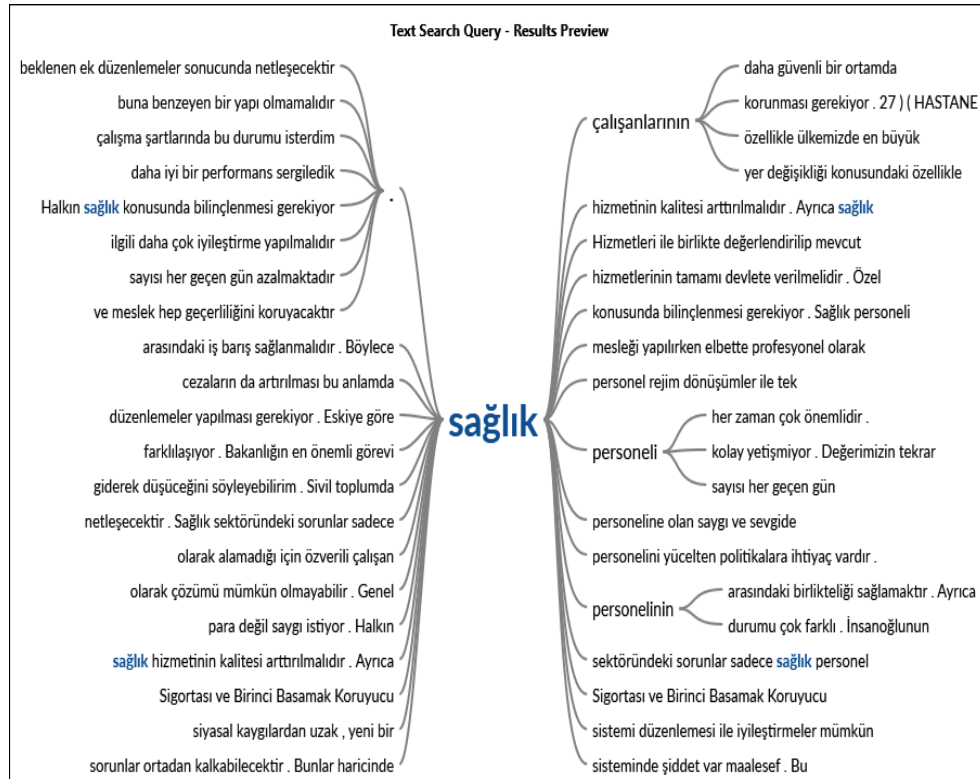 Text Search Query - Results Preview
beklenen ek düzenlemeler sonucunda netleşecektir
buna benzeyen bir yapı olmamalıdır
çalışma şartlarında bu durumu isterdim
daha iyi bir performans sergiledik
Halkın sağlık konusunda bilinçlenmesi gerekiyor
ilgili daha çok iyileştirme yapılmalıdır
sayısı her geçen gün azalmaktadır
ve meslek hep geçerliliğini koruyacaktır
.
arasındaki iş barış sağlanmalıdır . Böylece
cezaların da artırılması bu anlamda
düzenlemeler yapılması gerekiyor . Eskiye göre
farklılaşıyor . Bakanlığın en önemli görevi
giderek düşüceğini söyleyebilirim . Sivil toplumda
netleşecektir . Sağlık sektöründeki sorunlar sadece
olarak alamadığı için özverili çalışan
olarak çözümü mümkün olmayabilir . Genel
para değil saygı istiyor . Halkın
sağlık hizmetinin kalitesi arttırılmalıdır . Ayrıca
Sigortası ve Birinci Basamak Koruyucu
siyasal kaygılardan uzak , yeni bir
sorunlar ortadan kalkabilecektir . Bunlar haricinde
sağlık
çalışanlarının
daha güvenli bir ortamda
korunması gerekiyor . 27 ) ( HASTANE
özellikle ülkemizde en büyük
yer değişikliği konusundaki özellikle
hizmetinin kalitesi arttırılmalıdır . Ayrıca sağlık
Hizmetleri ile birlikte değerlendirilip mevcut
hizmetlerinin tamamı devlete verilmelidir . Özel
konusunda bilinçlenmesi gerekiyor . Sağlık personeli
mesleği yapılırken elbette profesyonel olarak
personel rejim dönüşümler ile tek
personeli
her zaman çok önemlidir .
kolay yetişmiyor . Değerimizin tekrar
sayısı her geçen gün
personeline olan saygı ve sevgide
personelini yücelten politikalara ihtiyaç vardır .
personelinin
arasındaki birlikteliği sağlamaktır . Ayrıca
durumu çok farklı . İnsanoğlunun
sektöründeki sorunlar sadece sağlık personel
Sigortası ve Birinci Basamak Koruyucu
sistemi düzenlemesi ile iyileştirmeler mümkün
sisteminde şiddet var maalesef . Bu